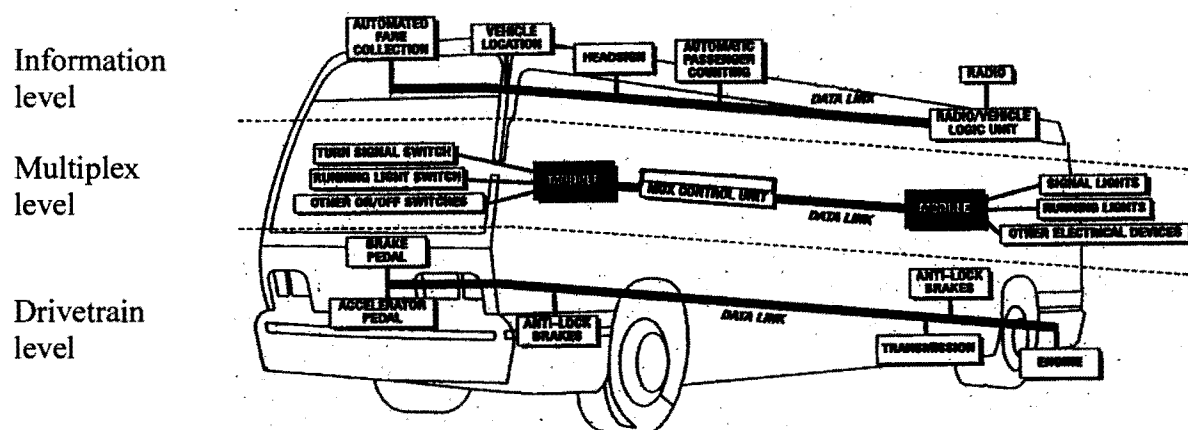 Information
level
AUTOMATED
FARE
COLLECTION
VEHICLE
LOCATION
HEADSIGN
AUTOMATIC
PASSENGER
COUNTING
RADIO
DATA LINK
RADIO/VEHICLE
LOGIC UNIT
Multiplex
level
TURN SIGNAL SWITCH
RUNNING LIGHT SWITCH
OTHER ON/OFF SWITCHES
MODULE
MUX CONTROL UNIT
DATA LINK
MODULE
SIGNAL LIGHTS
RUNNING LIGHTS
OTHER ELECTRICAL DEVICES
Drivetrain
level
BRAKE
PEDAL
ACCELERATOR
PEDAL
ANTI-LOCK
BRAKES
DATA LINK
ANTI-LOCK
BRAKES
TRANSMISSION
ENGINE